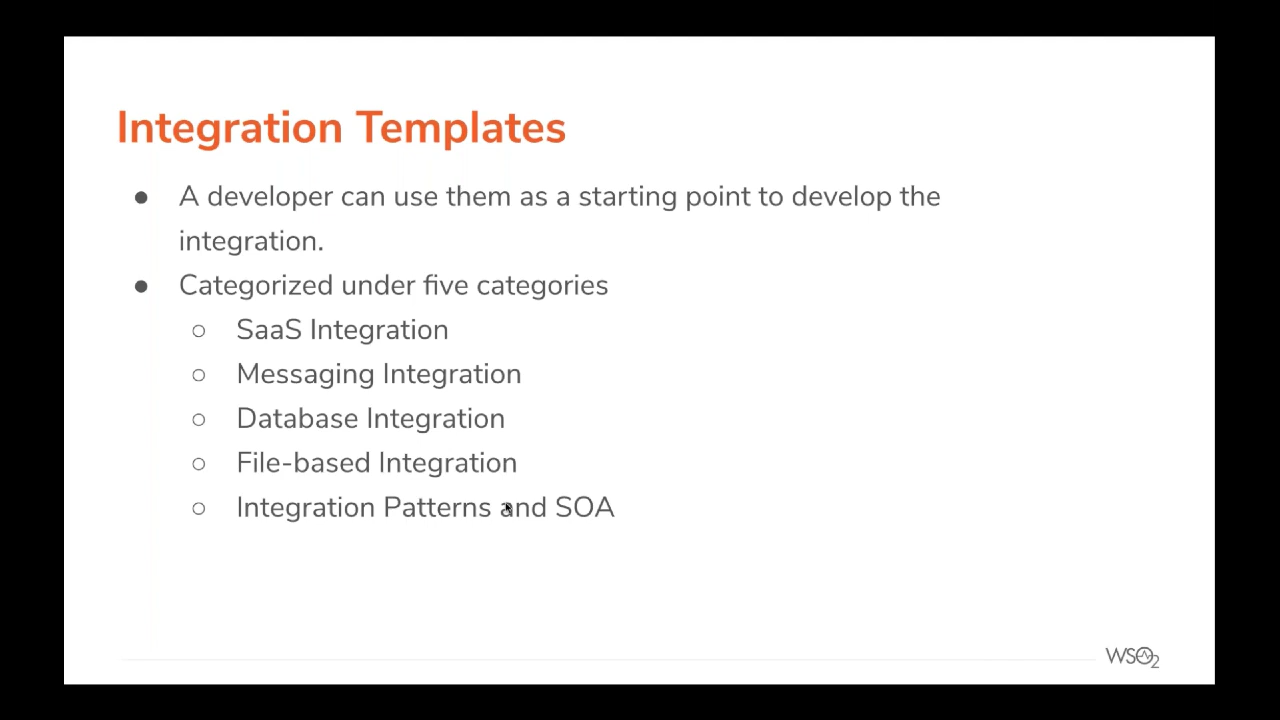 Integration Templates
● A developer can use them as a starting point to develop the
integration.
● Categorized under five categories
○ SaaS Integration
○ Messaging Integration
○ Database Integration
○ File-based Integration
○ Integration Patterns and SOA
WSO2